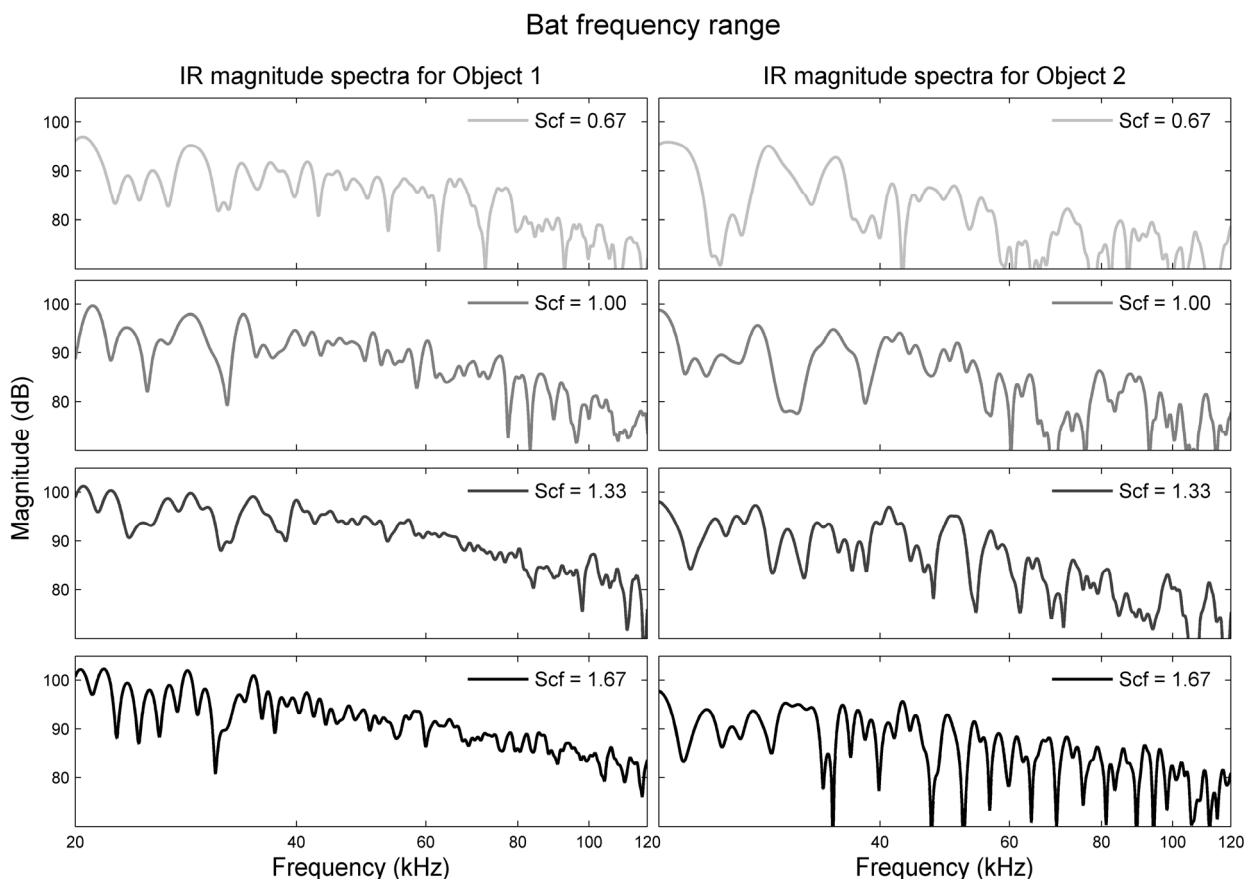 Bat frequency range
IR magnitude spectra for Object 1
IR magnitude spectra for Object 2
Magnitude (dB)
100
90
80
Scf = 0.67
Scf = 0.67
100
90
80
Scf = 1.00
Scf = 1.00
100
90
80
Scf = 1.33
Scf = 1.33
100
90
80
Scf = 1.67
Scf = 1.67
20
40
60
80
100
120
40
60
80
100
120
Frequency (kHz)
Frequency (kHz)